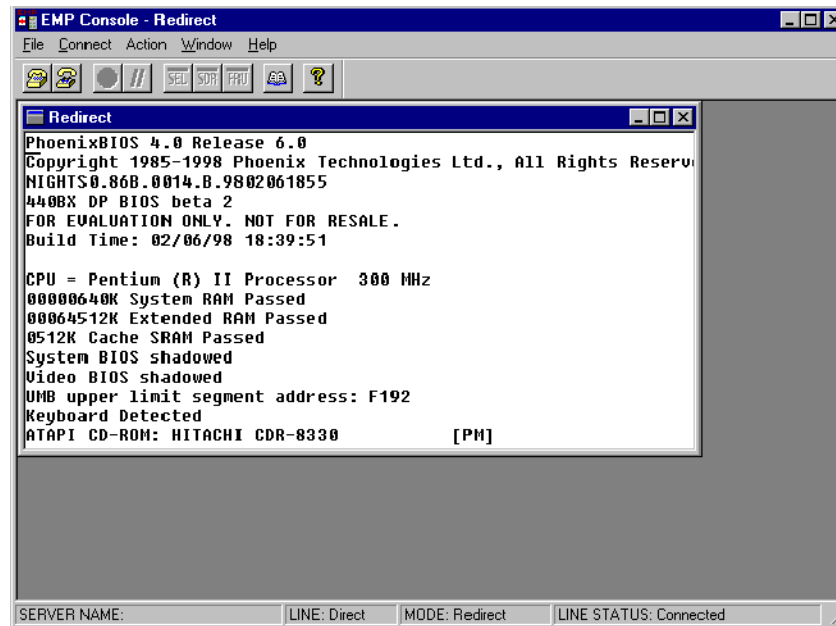 EMP Console - Redirect
File Connect Action Window Help
SEL SDR FRU
Redirect
PhoenixBIOS 4.0 Release 6.0
Copyright 1985-1998 Phoenix Technologies Ltd., All Rights Reserv
NIGHTS0.86B.0014.B.9802061855
440BX DP BIOS beta 2
FOR EVALUATION ONLY. NOT FOR RESALE.
Build Time: 02/06/98 18:39:51
CPU = Pentium (R) II Processor 300 MHz
00000640K System RAM Passed
00064512K Extended RAM Passed
0512K Cache SRAM Passed
System BIOS shadowed
Video BIOS shadowed
UMB upper limit segment address: F192
Keyboard Detected
ATAPI CD-ROM: HITACHI CDR-8330 [PM]
SERVER NAME: LINE: Direct MODE: Redirect LINE STATUS: Connected